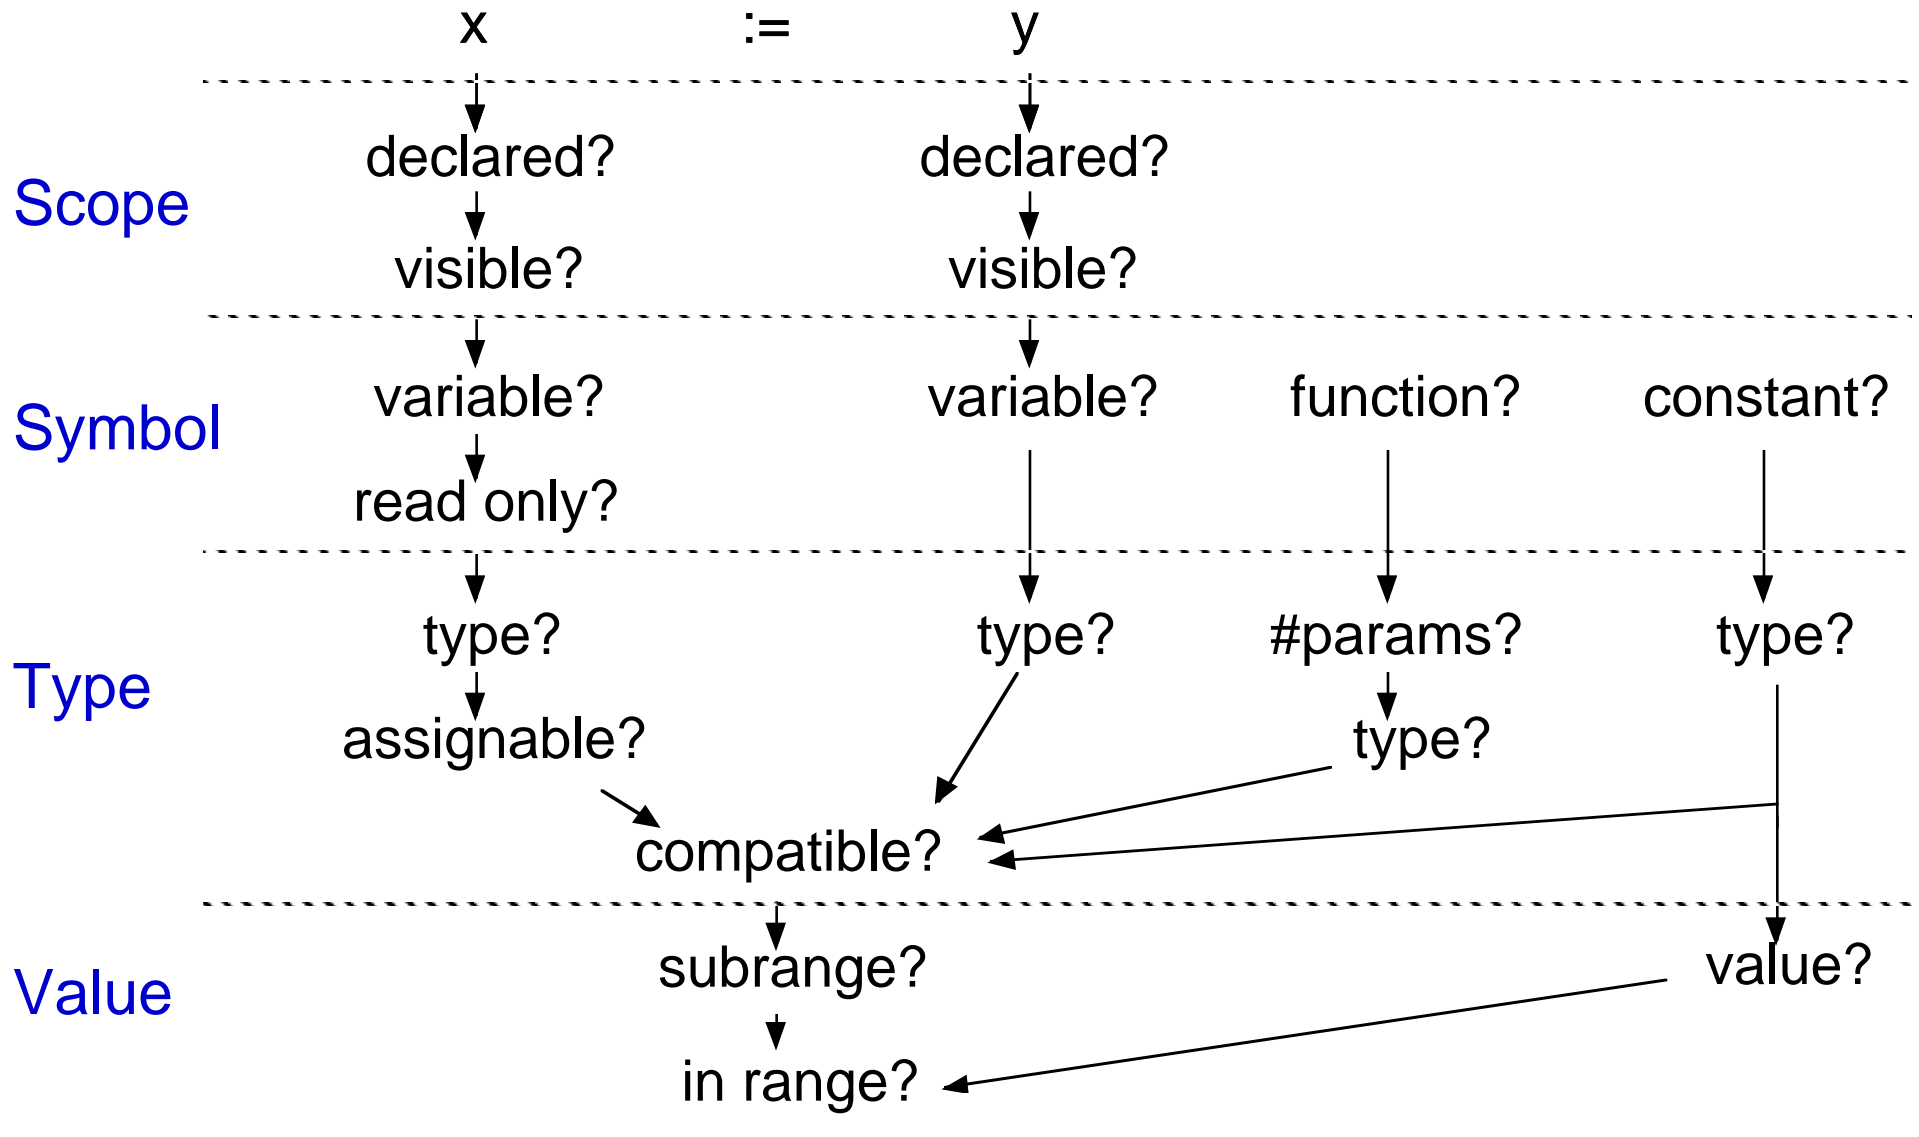 x := y
declared? declared?
Scope
visible? visible?
variable? variable? function? constant?
Symbol
read only?
type? type? #params? type?
Type
assignable? type?
compatible?
subrange? value?
Value
in range?